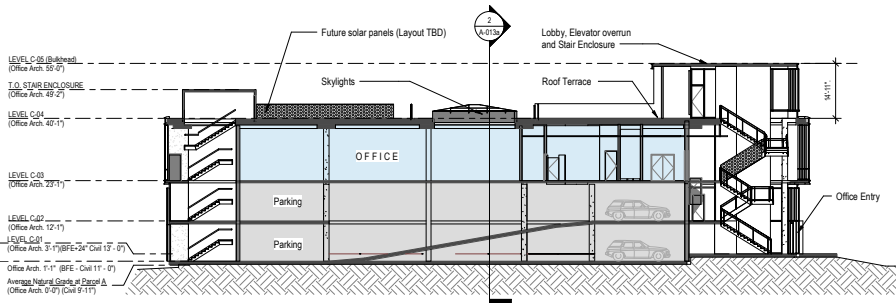 2
A-013a
Future solar panels (Layout TBD)
Lobby, Elevator overrun
and Stair Enclosure
LEVEL C-05 (Bulkhead)
(Office Arch. 55'-0")
Skylights
Roof Terrace
T.O. STAIR ENCLOSURE
(Office Arch. 49'-2")
14'-11".
LEVEL C-04
(Office Arch. 40'-1")
OFFICE
LEVEL C-03
(Office Arch. 23'-1")
Parking
Office Entry
LEVEL C-02
(Office Arch. 12'-1")
LEVEL C-01
(Office Arch. 3'-1")(BFE+24" Civil 13' - 0")
Parking
Office Arch. 1'-1" (BFE - Civil 11' - 0")
Average Natural Grade at Parcel A
(Office Arch. 0'-0") (Civil 9'-11")